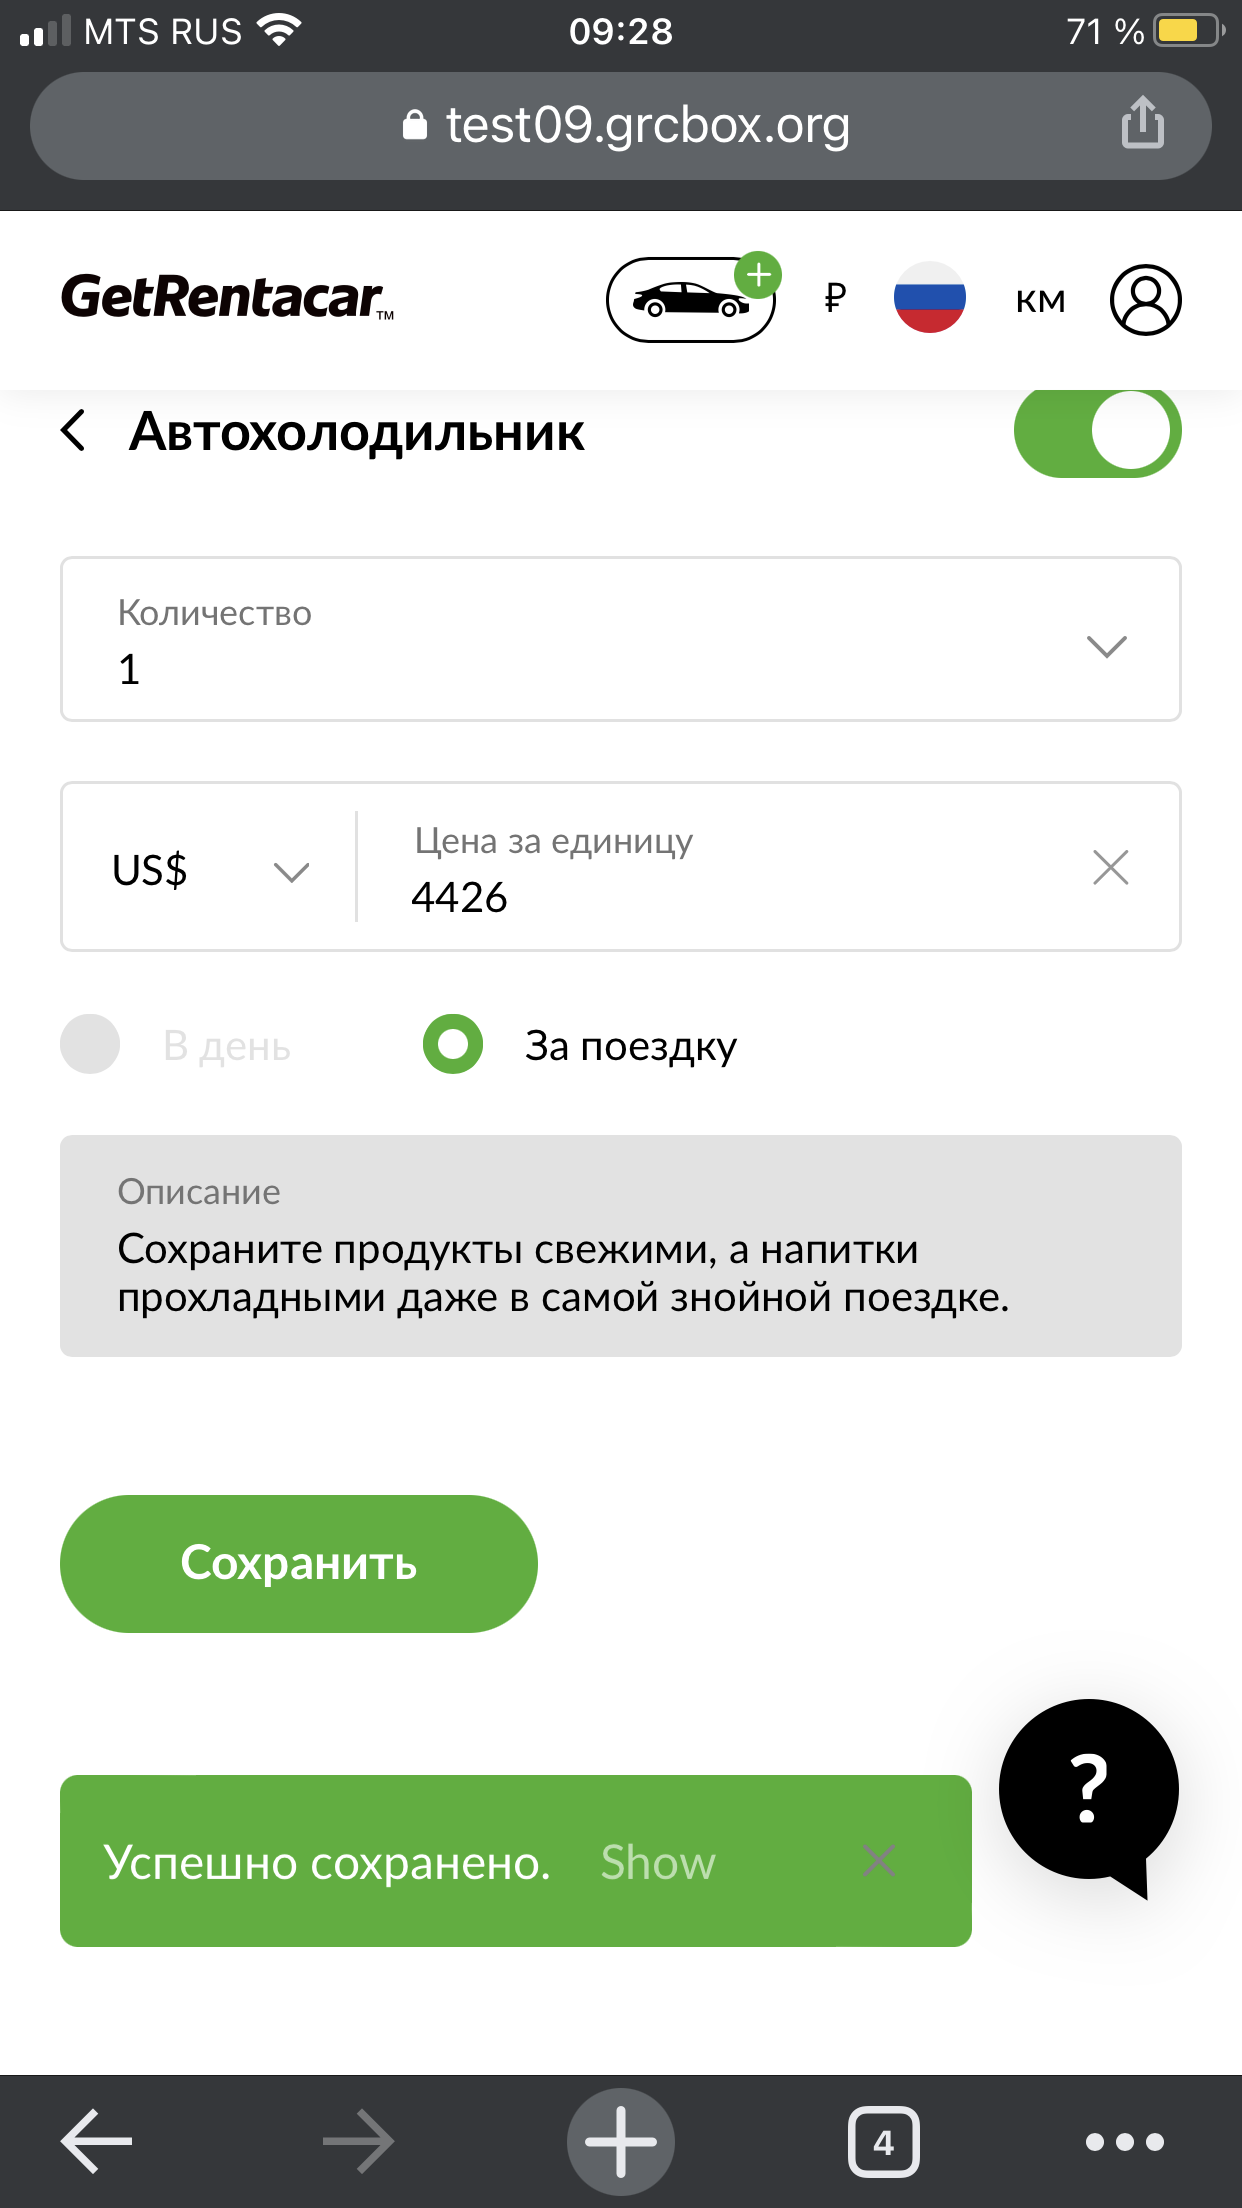 MTS RUS 09:28 71 %
test09.grcbox.org
GetRentacar™ ₽ км
Автохолодильник
Количество
1
US$ Цена за единицу
4426
В день За поездку
Описание
Сохраните продукты свежими, а напитки
прохладными даже в самой знойной поездке.
Сохранить
?
Успешно сохранено. Show
4